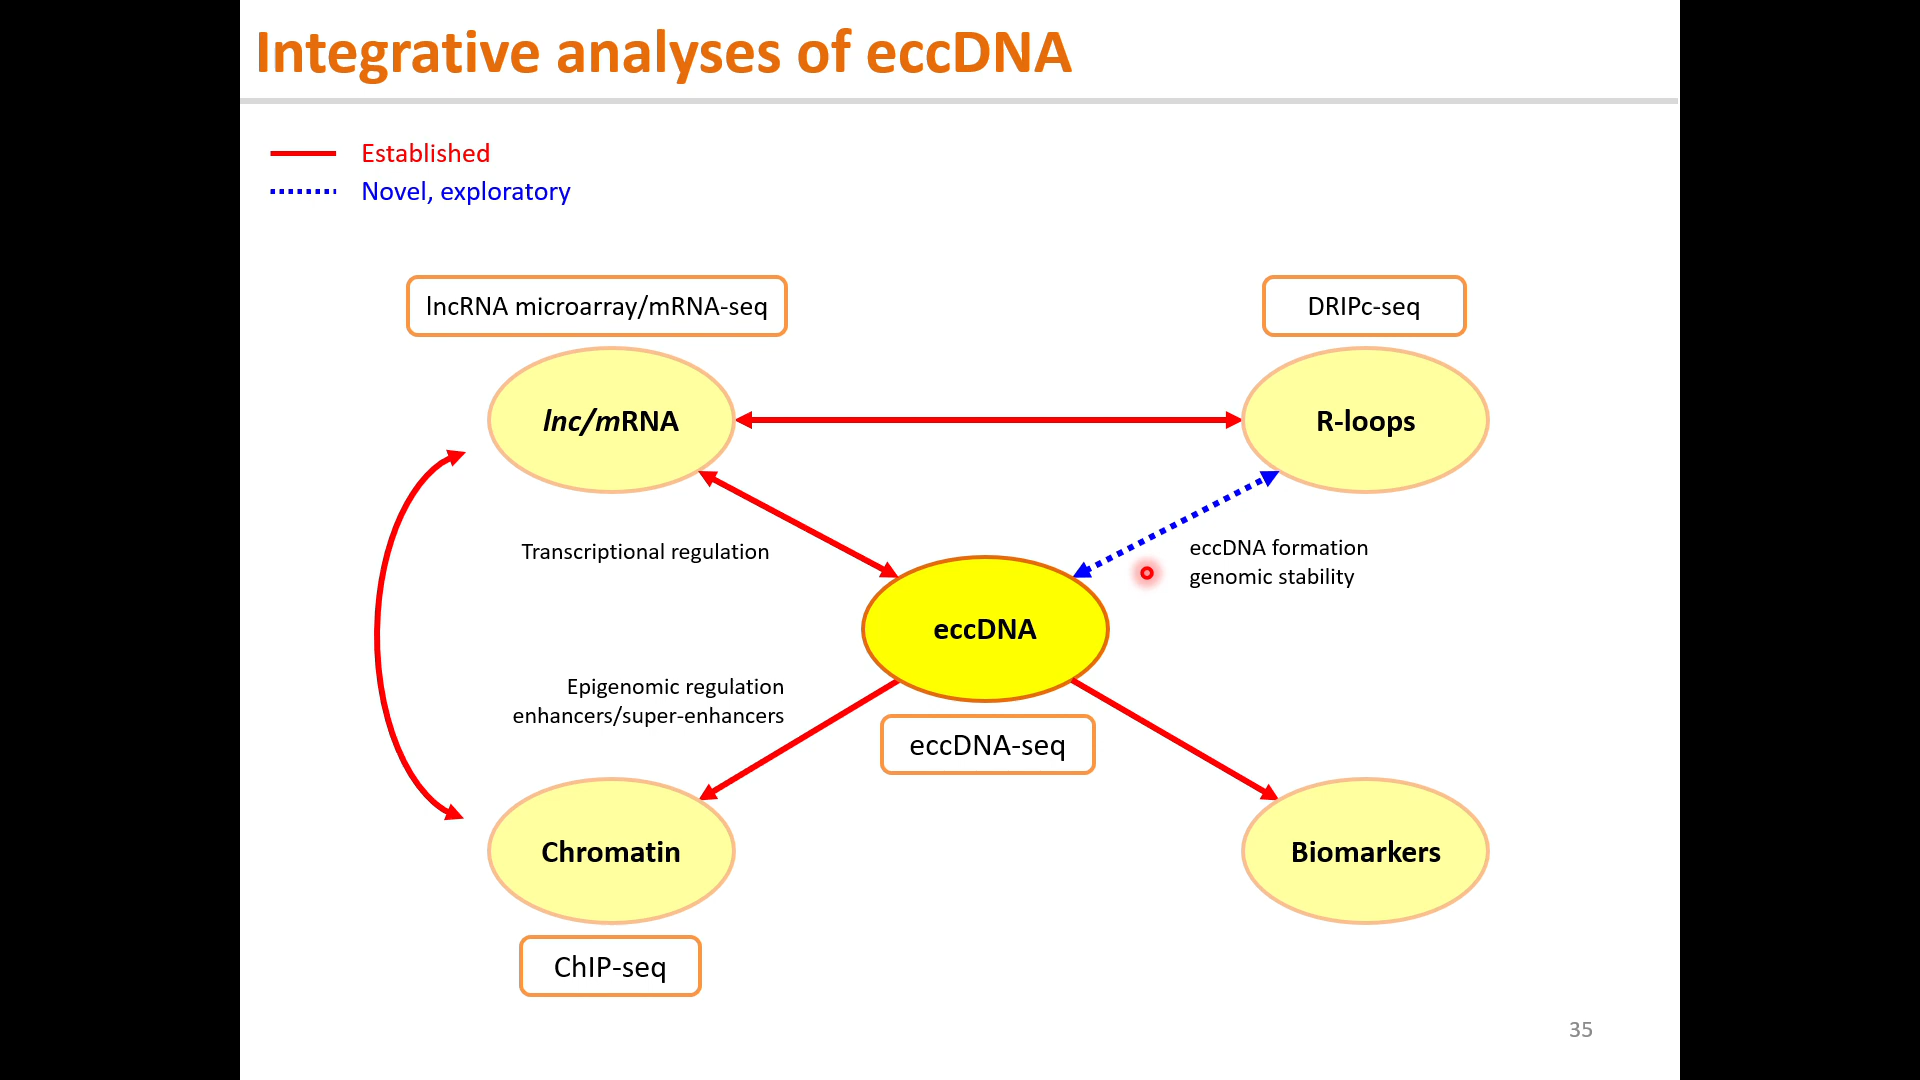 Integrative analyses of eccDNA
Established
Novel, exploratory
lncRNA microarray/mRNA-seq
DRIPc-seq
lnc/mRNA
R-loops
Transcriptional regulation
eccDNA formation
genomic stability
eccDNA
Epigenomic regulation
enhancers/super-enhancers
eccDNA-seq
Chromatin
Biomarkers
ChIP-seq
35